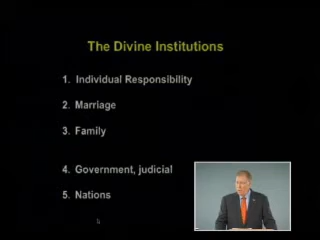 The Divine Institutions
1. Individual Responsibility
2. Marriage
3. Family
4. Government, judicial
5. Nations